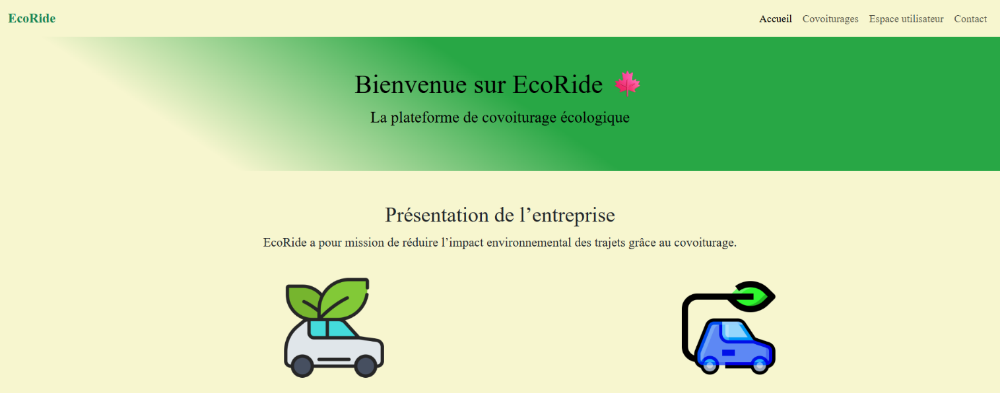 EcoRide
Accueil Covoiturages Espace utilisateur Contact
Bienvenue sur EcoRide 🍁
La plateforme de covoiturage écologique
Présentation de l’entreprise
EcoRide a pour mission de réduire l’impact environnemental des trajets grâce au covoiturage.